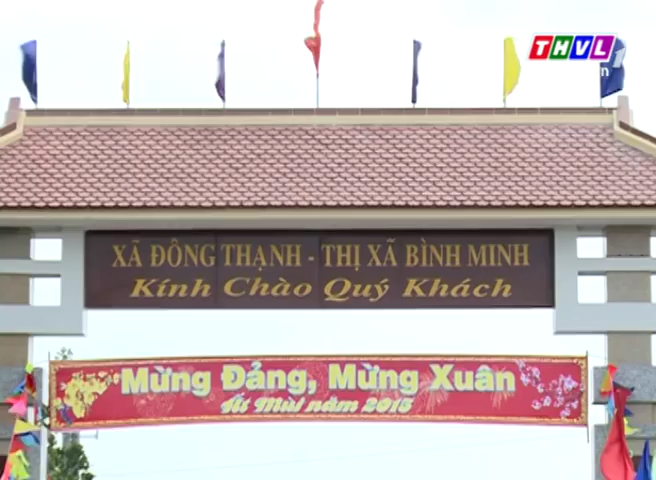 THVL1
XÃ ĐÔNG THẠNH - THỊ XÃ BÌNH MINH
Kính Chào Quý Khách
Mừng Đảng, Mừng Xuân
Ất Mùi năm 2015